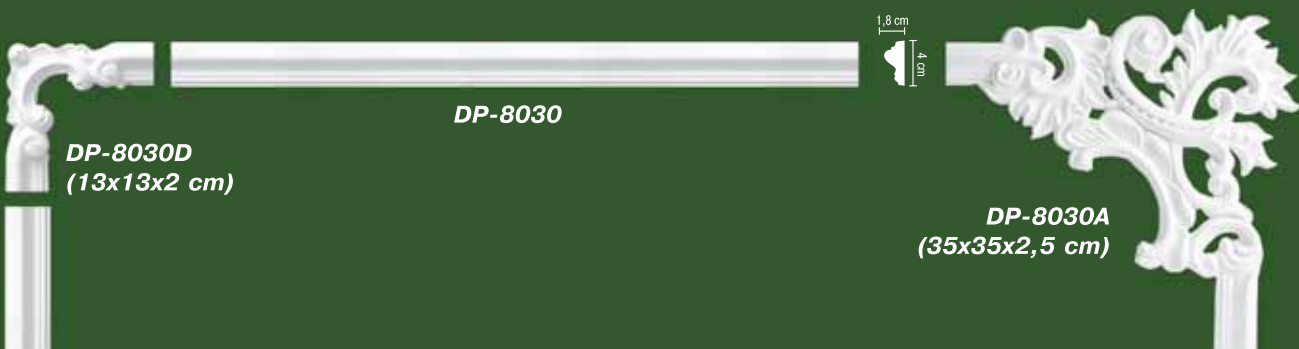 1,8 cm
4 cm
DP-8030
DP-8030D
(13x13x2 cm)
DP-8030A
(35x35x2,5 cm)